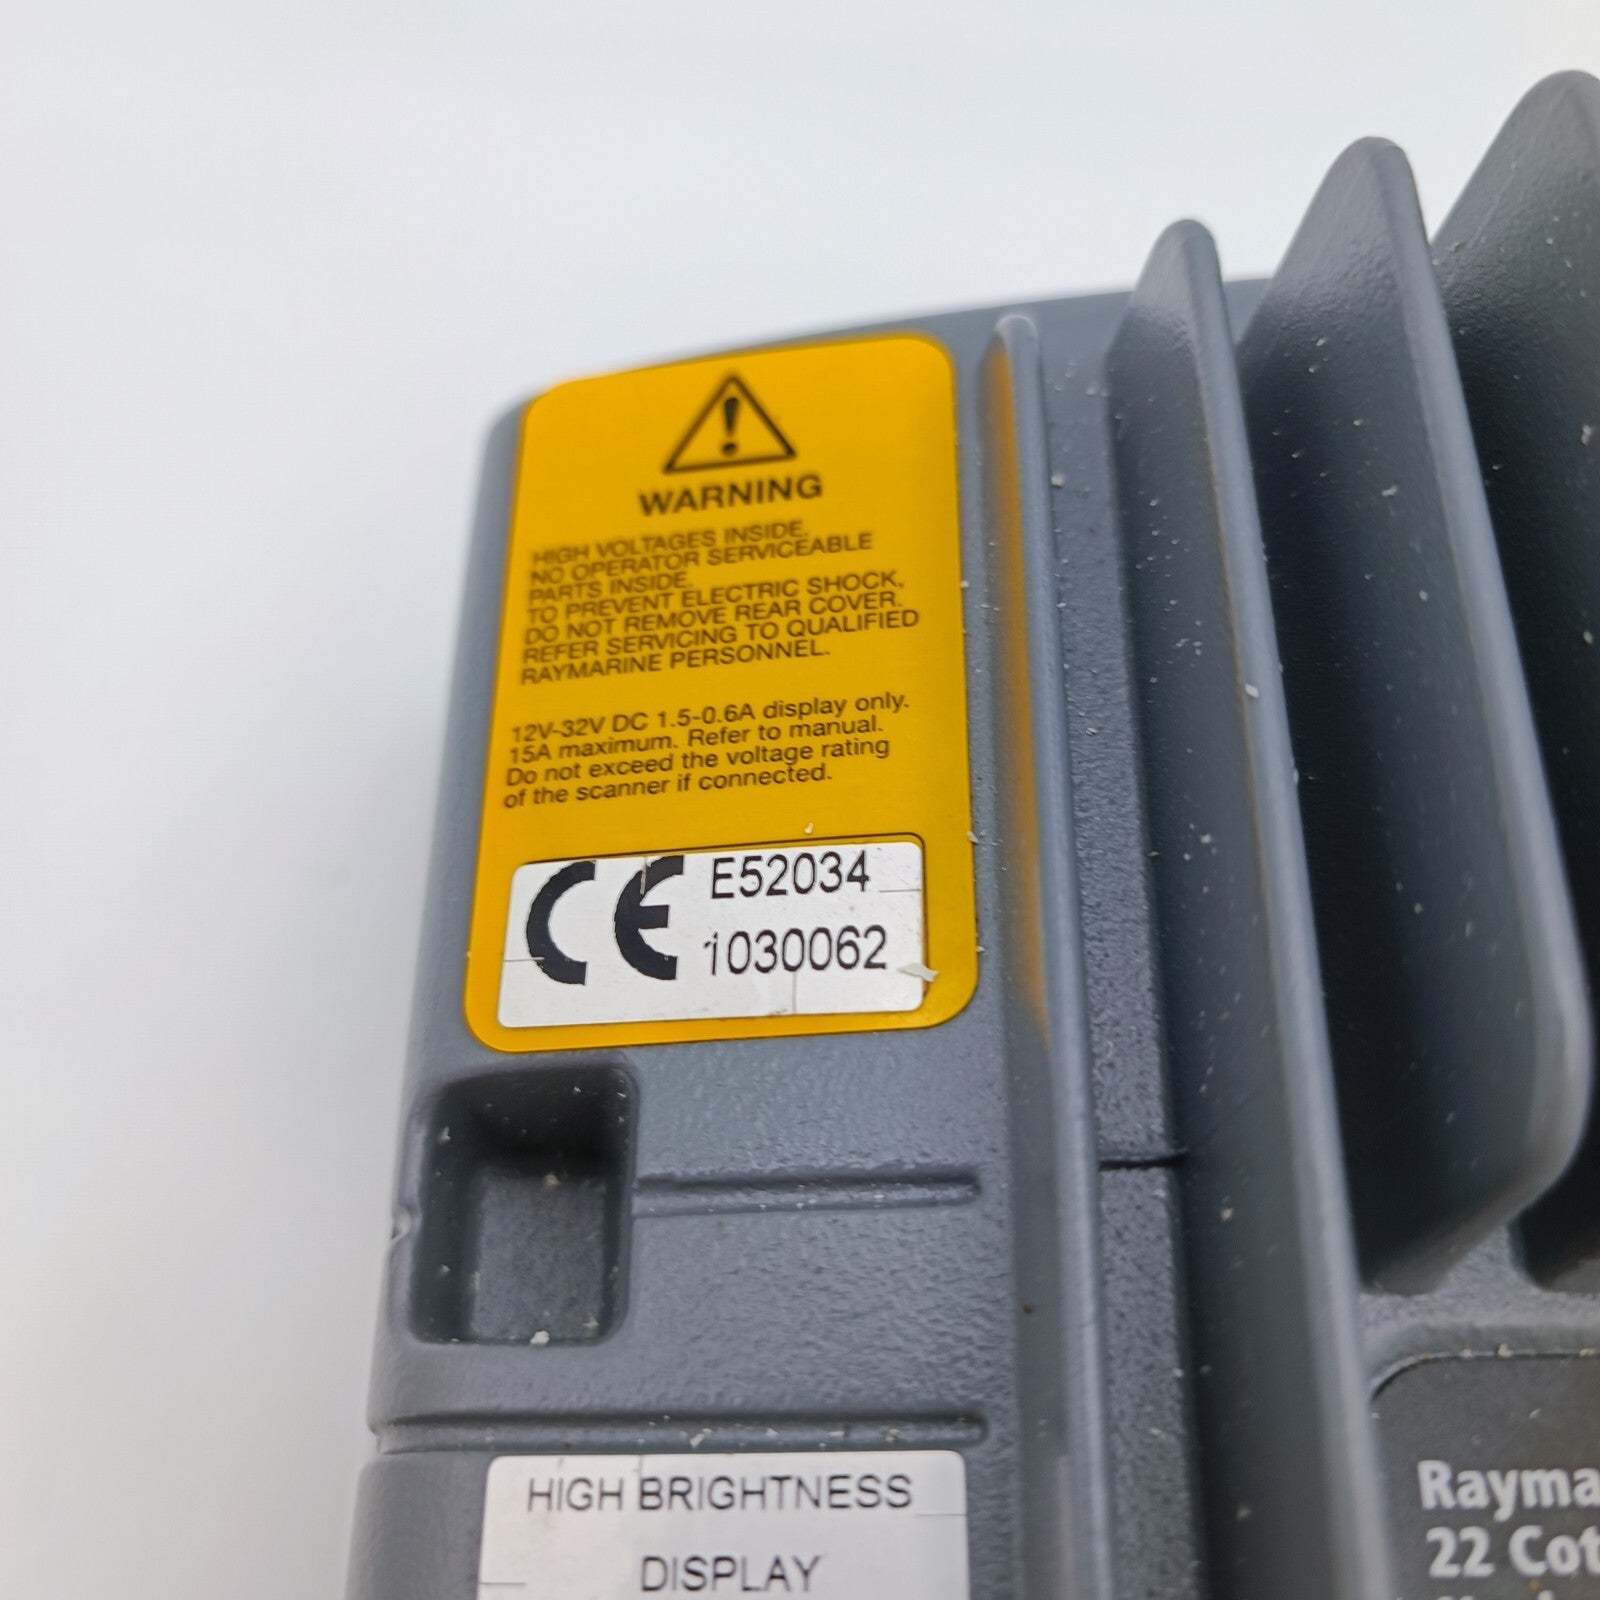 WARNING
HIGH VOLTAGES INSIDE.
NO OPERATOR SERVICEABLE
PARTS INSIDE.
TO PREVENT ELECTRIC SHOCK,
DO NOT REMOVE REAR COVER.
REFER SERVICING TO QUALIFIED
RAYMARINE PERSONNEL.
12V-32V DC 1.5-0.6A display only.
15A maximum. Refer to manual.
Do not exceed the voltage rating
of the scanner if connected.
CE E52034
1030062
HIGH BRIGHTNESS
DISPLAY
Rayma
22 Cot